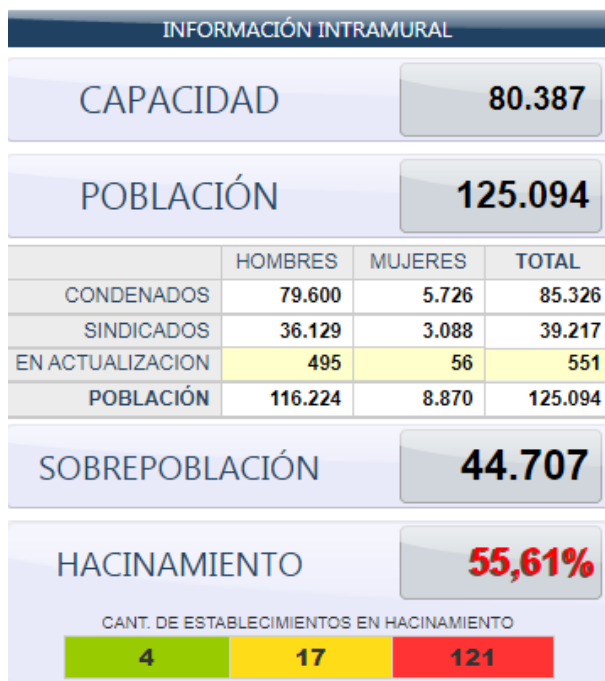 INFORMACIÓN INTRAMURAL
CAPACIDAD 80.387
POBLACIÓN 125.094
HOMBRES MUJERES TOTAL
CONDENADOS 79.600 5.726 85.326
SINDICADOS 36.129 3.088 39.217
EN ACTUALIZACION 495 56 551
POBLACIÓN 116.224 8.870 125.094
SOBREPOBLACIÓN 44.707
HACINAMIENTO 55,61%
CANT. DE ESTABLECIMIENTOS EN HACINAMIENTO
4 17 121